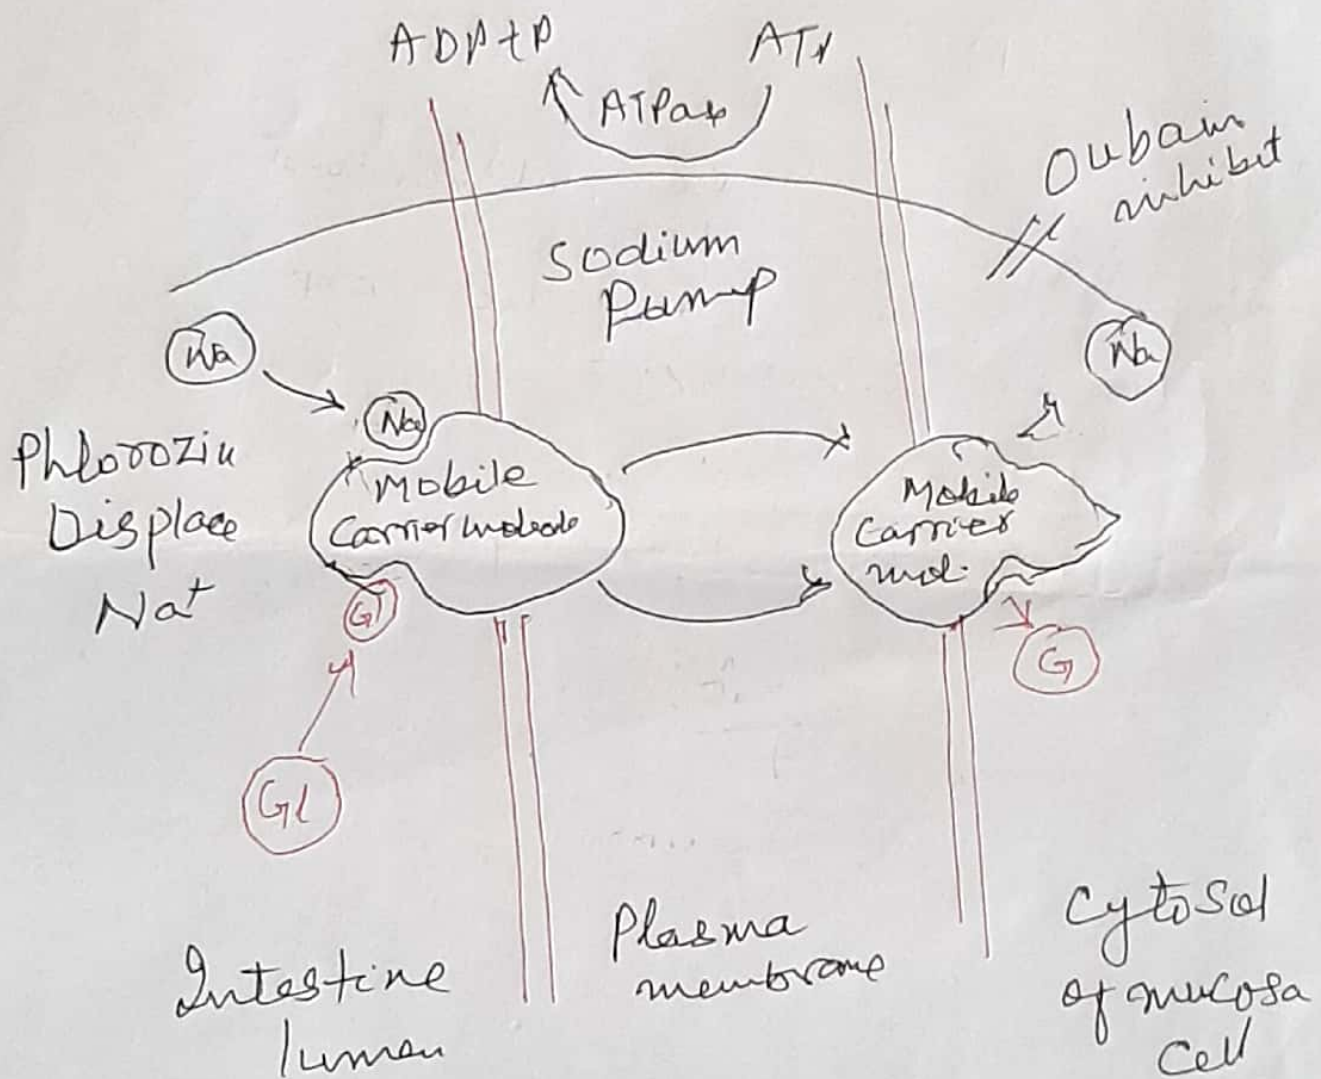 ADP+P
ATP
ATPase
Oubain
inhibit
Sodium
Pump
Na
Na
Na
Phlorozin
Displace
Na+
Mobile
Carrier molecule
Mobile
Carrier
mol.
Gl
G
Gl
Plasma
membrane
Cytosol
of mucosa
Cell
Intestine
lumen